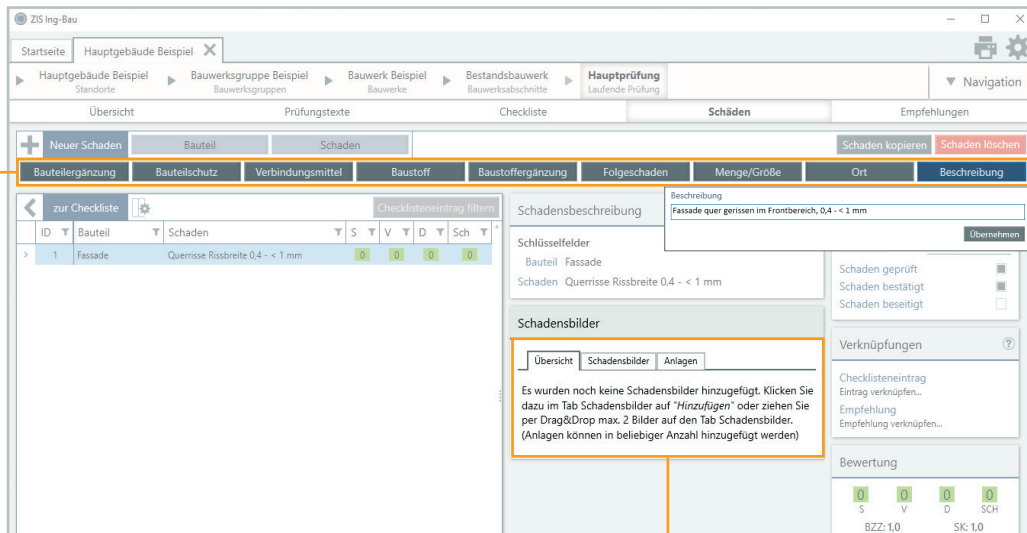 ZIS Ing-Bau
Startseite Hauptgebäude Beispiel
Hauptgebäude Beispiel Bauwerksgruppe Beispiel Bauwerk Beispiel Bestandsbauwerk Hauptprüfung Navigation
Standorte Bauwerksgruppen Bauwerke Bauwerksabschnitte Laufende Prüfung
Übersicht Prüfungstexte Checkliste Schäden Empfehlungen
Neuer Schaden Bauteil Schaden Schaden kopieren Schaden löschen
Bauteilergänzung Bauteilschutz Verbindungsmittel Baustoff Baustoffergänzung Folgeschaden Menge/Größe Ort Beschreibung
zur Checkliste Checklisteneintrag filtern
ID Bauteil Schaden S V D Sch
1 Fassade Querrisse Rissbreite 0,4 - < 1 mm 0 0 0 0
Schadensbeschreibung
Schlüsselfelder
Bauteil Fassade
Schaden Querrisse Rissbreite 0,4 - < 1 mm
Beschreibung
Fassade quer gerissen im Frontbereich, 0,4 - < 1 mm
Übernehmen
Schaden geprüft
Schaden bestätigt
Schaden beseitigt
Schadensbilder
Übersicht Schadensbilder Anlagen
Es wurden noch keine Schadensbilder hinzugefügt. Klicken Sie
dazu im Tab Schadensbilder auf "Hinzufügen" oder ziehen Sie
per Drag&Drop max. 2 Bilder auf den Tab Schadensbilder.
(Anlagen können in beliebiger Anzahl hinzugefügt werden)
Verknüpfungen ?
Checklisteneintrag
Eintrag verknüpfen...
Empfehlung
Empfehlung verknüpfen...
Bewertung
0 0 0 0
S V D SCH
BZZ: 1,0 SK: 1,0